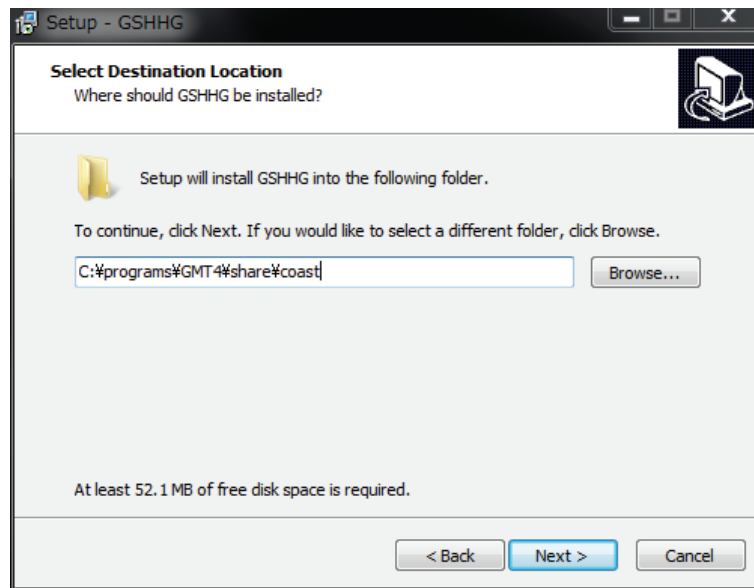 Setup - GSHHG
Select Destination Location
Where should GSHHG be installed?
Setup will install GSHHG into the following folder.
To continue, click Next. If you would like to select a different folder, click Browse.
C:¥programs¥GMT4¥share¥coast
Browse...
At least 52.1 MB of free disk space is required.
< Back
Next >
Cancel